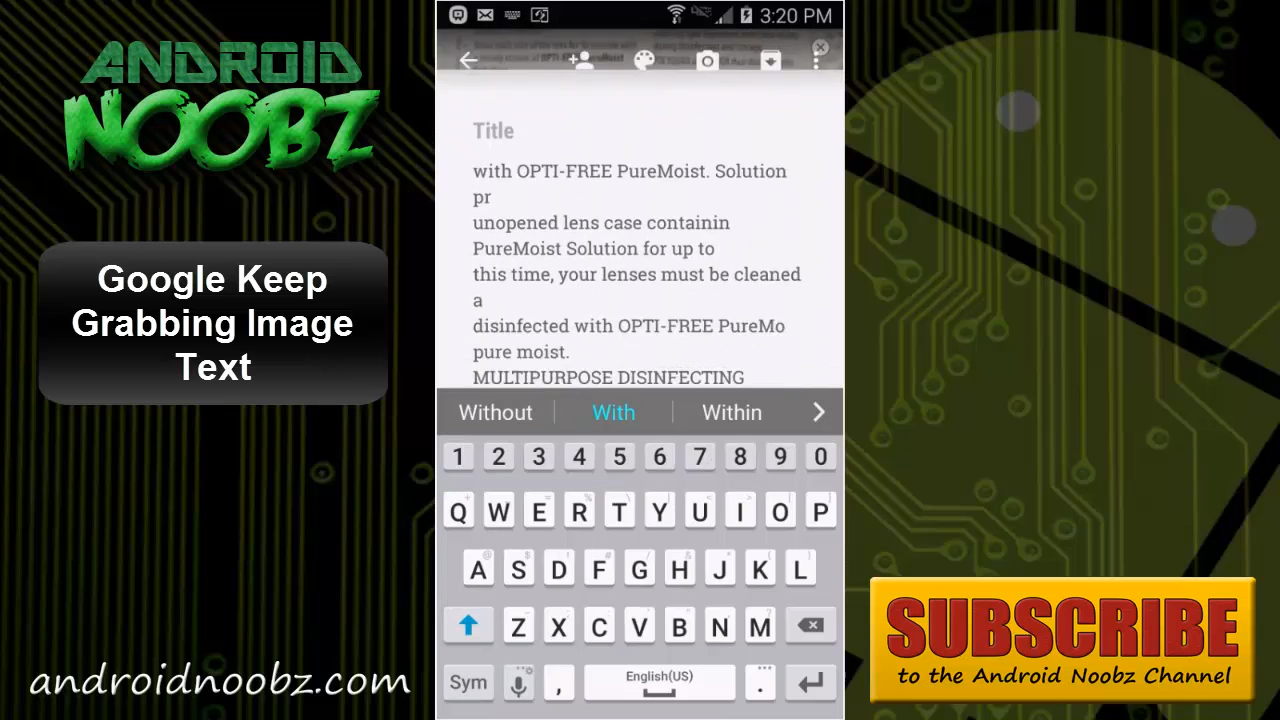 ANDROID
NOOBZ
Google Keep
Grabbing Image
Text
androidnoobz.com
3:20 PM
Title
with OPTI-FREE PureMoist. Solution
pr
unopened lens case containin
PureMoist Solution for up to
this time, your lenses must be cleaned
a
disinfected with OPTI-FREE PureMo
pure moist.
MULTIPURPOSE DISINFECTING
Without With Within
1 2 3 4 5 6 7 8 9 0
Q W E R T Y U I O P
A S D F G H J K L
Z X C V B N M
Sym , English(US) .
SUBSCRIBE
to the Android Noobz Channel